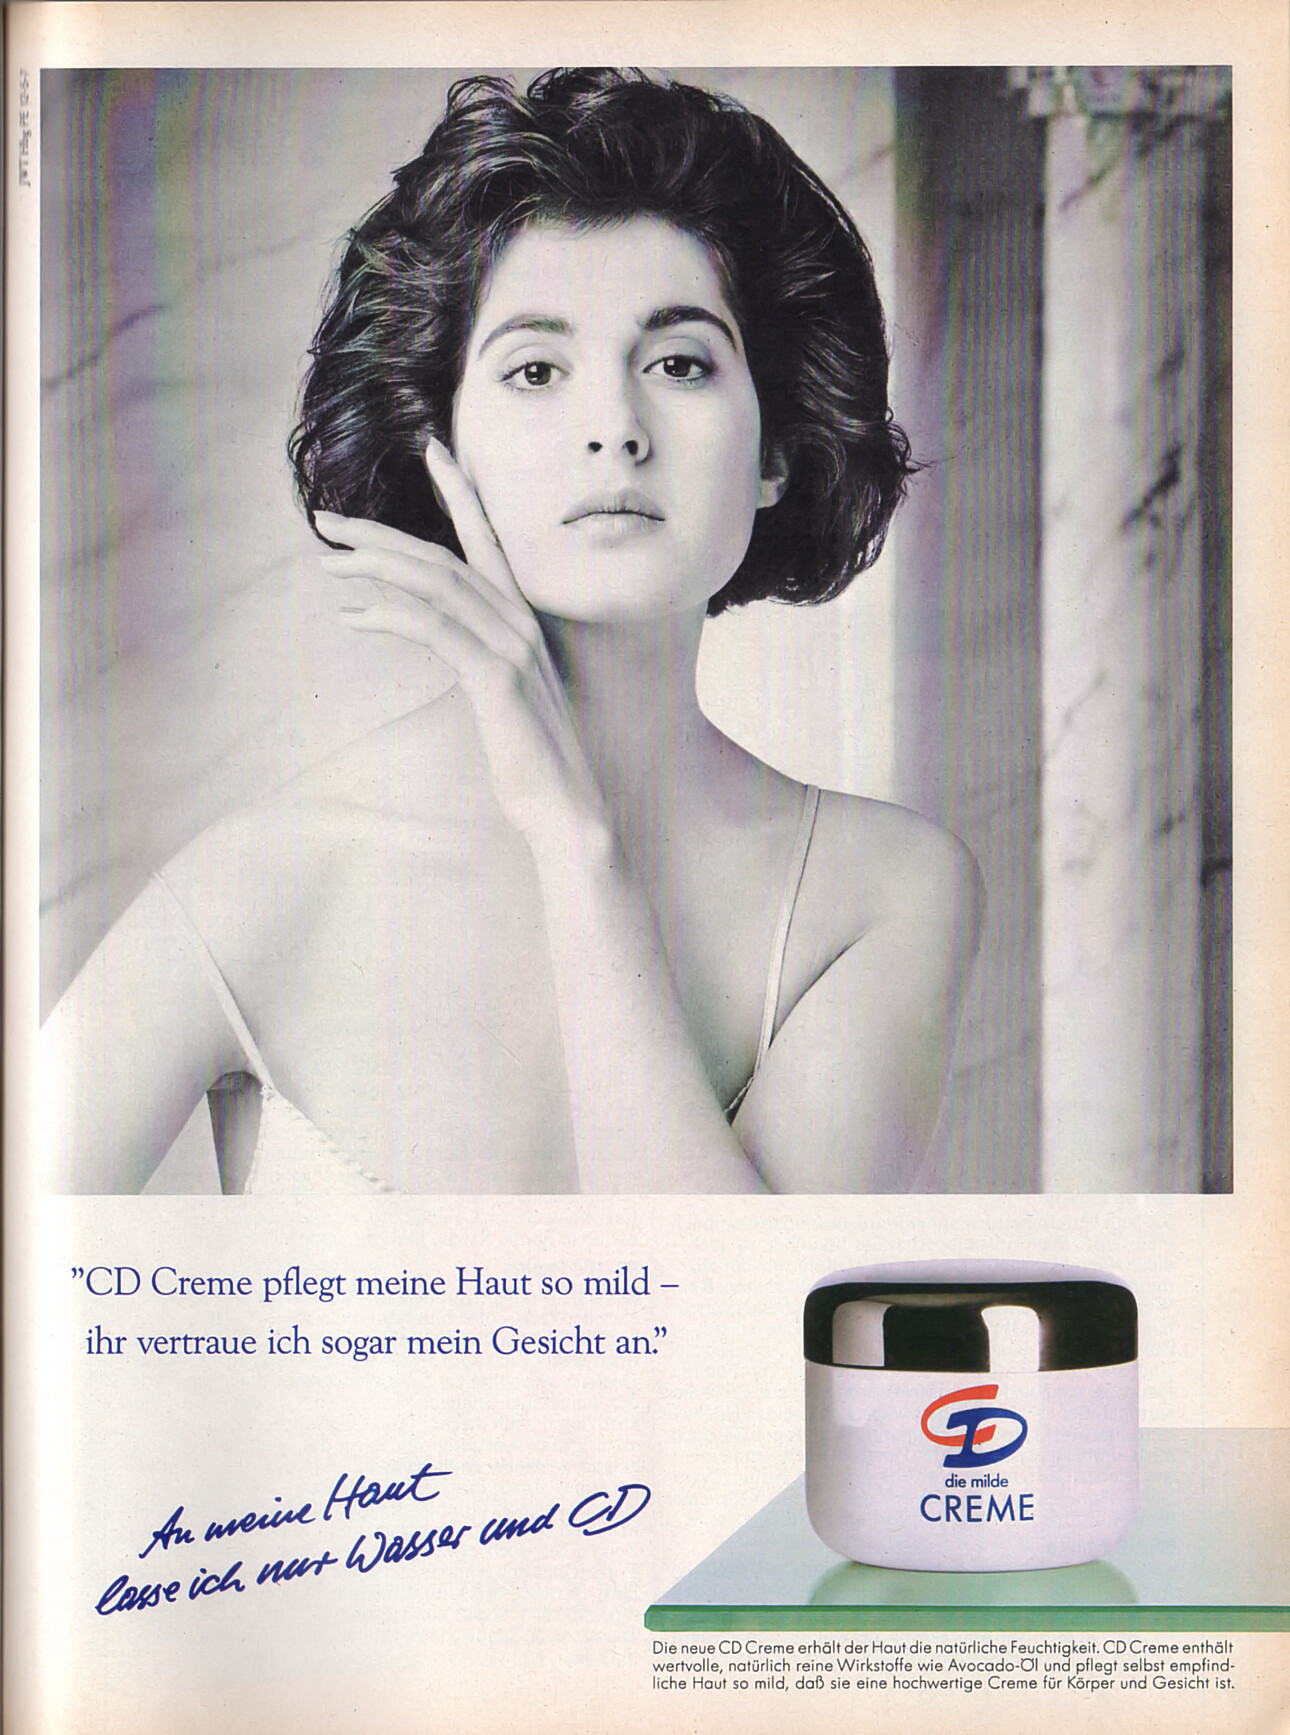 ”CD Creme pflegt meine Haut so mild –
ihr vertraue ich sogar mein Gesicht an.”
An meine Haut
lasse ich nur Wasser und CD
CD
die milde
CREME
Die neue CD Creme erhält der Haut die natürliche Feuchtigkeit. CD Creme enthält
wertvolle, natürlich reine Wirkstoffe wie Avocado-Öl und pflegt selbst empfind-
liche Haut so mild, daß sie eine hochwertige Creme für Körper und Gesicht ist.